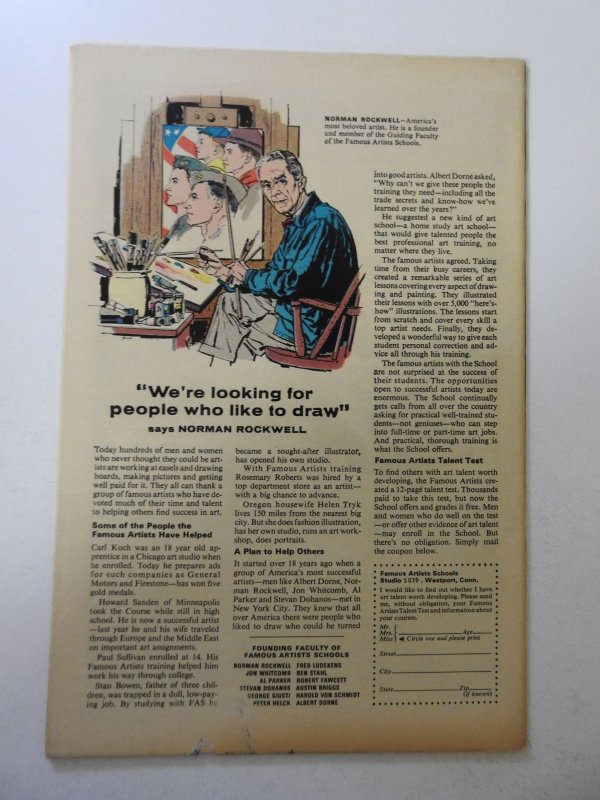 NORMAN ROCKWELL—America's
most beloved artist. He is a founder
and member of the Guiding Faculty
of the Famous Artists Schools.
"We're looking for
people who like to draw"
says NORMAN ROCKWELL
Today hundreds of men and women
who never thought they could be art-
ists are working at easels and drawing
boards, making pictures and getting
well paid for it. They all can thank a
group of famous artists who have de-
voted much of their time and talent
to helping others find success in art.
Some of the People the
Famous Artists Have Helped
Carl Koch was an 18 year old ap-
prentice in a Chicago art studio when
he enrolled. Today he prepares ads
for such companies as General
Motors and Firestone—has won five
gold medals.
Howard Sanden of Minneapolis
took the Course while still in high
school. He is now a successful artist
—last year he and his wife traveled
through Europe and the Middle East
on important art assignments.
Paul Sullivan enrolled at 14. His
Famous Artists training helped him
work his way through college.
Stan Bowen, father of three chil-
dren, was trapped in a dull, low-pay-
ing job. By studying with FAS he
became a sought-after illustrator,
has opened his own studio.
With Famous Artists training
Rosemary Roberts was hired by a
top department store as an artist—
with a big chance to advance.
Oregon housewife Helen Tryk
lives 150 miles from the nearest big
city. But she does fashion illustration,
has her own studio, runs an art work-
shop, does portraits.
A Plan to Help Others
It started over 18 years ago when a
group of America's most successful
artists—men like Albert Dorne, Nor-
man Rockwell, Jon Whitcomb, Al
Parker and Stevan Dohanos—met in
New York City. They knew that all
over America there were people who
liked to draw who could be turned
FOUNDING FACULTY OF
FAMOUS ARTISTS SCHOOLS
NORMAN ROCKWELL FRED LUDEKENS
JON WHITCOMB BEN STAHL
AL PARKER ROBERT FAWCETT
STEVAN DOHANOS AUSTIN BRIGGS
GEORGE GIUSTI HAROLD VON SCHMIDT
PETER HELCK ALBERT DORNE
into good artists. Albert Dorne asked,
"Why can't we give these people the
training they need—including all the
trade secrets and know-how we've
learned over the years?"
He suggested a new kind of art
school—a home study art school—
that would give talented people the
best professional art training, no
matter where they live.
The famous artists agreed. Taking
time from their busy careers, they
created a remarkable series of art
lessons covering every aspect of draw-
ing and painting. They illustrated
their lessons with over 5,000 "here's-
how" illustrations. The lessons start
from scratch and cover every skill a
top artist needs. Finally, they de-
veloped a wonderful way to give each
student personal correction and ad-
vice all through his training.
The famous artists with the School
are not surprised at the success of
their students. The opportunities
open to successful artists today are
enormous. The School continually
gets calls from all over the country
asking for practical well-trained stu-
dents—not geniuses—who can step
into full-time or part-time art jobs.
And practical, thorough training is
what the School offers.
Famous Artists Talent Test
To find others with art talent worth
developing, the Famous Artists cre-
ated a 12-page talent test. Thousands
paid to take this test, but now the
School offers and grades it free. Men
and women who do well on the test
—or offer other evidence of art talent
—may enroll in the School. But
there's no obligation. Simply mail
the coupon below.
Famous Artists Schools
Studio 5039, Westport, Conn.
I would like to find out whether I have
art talent worth developing. Please send
me, without obligation, your Famous
Artists Talent Test and information about
your courses.
Mr.
Mrs. Age
Miss Circle one and please print
Street
City
State Zip
(if known)